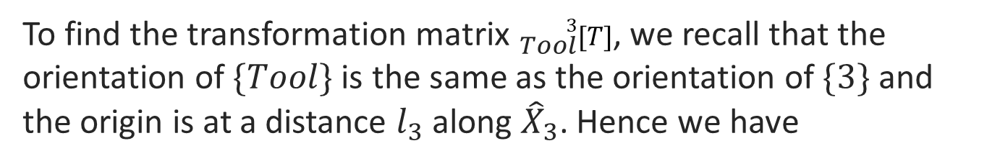 To find the transformation matrix $^{3}_{Tool}[T]$, we recall that the
orientation of $\{Tool\}$ is the same as the orientation of $\{3\}$ and
the origin is at a distance $l_3$ along $\hat{X}_3$. Hence we have